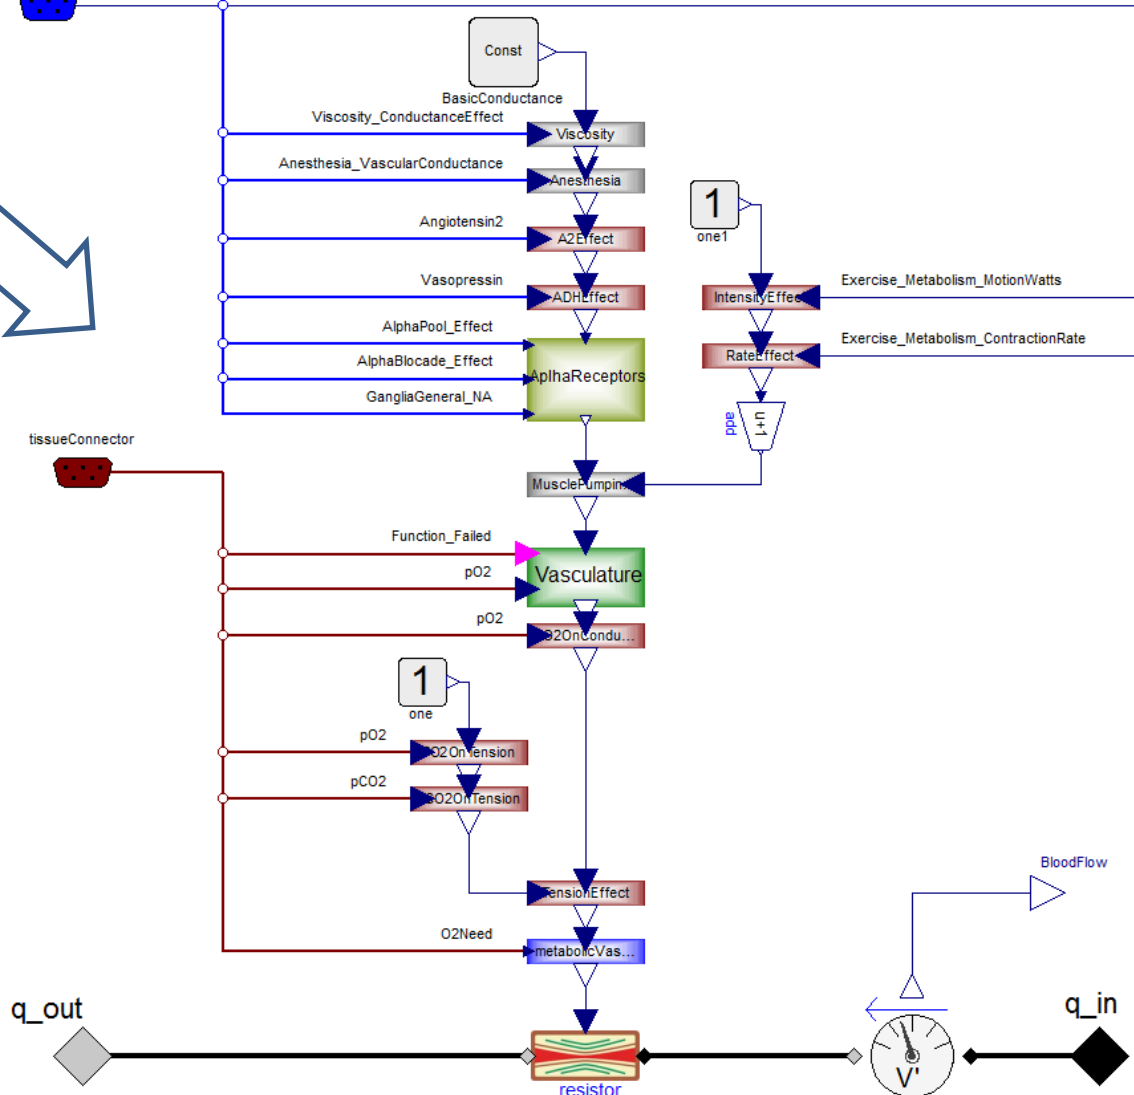 Const
BasicConductance
Viscosity_ConductanceEffect
Viscosity
Anesthesia_VascularConductance
Anesthesia
1
one1
Angiotensin2
A2Effect
Vasopressin
ADHEffect
IntensityEffec
Exercise_Metabolism_MotionWatts
AlphaPool_Effect
RateEffect
Exercise_Metabolism_ContractionRate
AlphaBlocade_Effect
AplhaReceptors
GangliaGeneral_NA
add
u+1
tissueConnector
MusclePumpin...
Function_Failed
pO2
Vasculature
pO2
O2OnCondu...
1
one
pO2
O2OnTension
pCO2
CO2OnTension
BloodFlow
TensionEffect
O2Need
metabolicVas...
q_out
q_in
V'
resistor